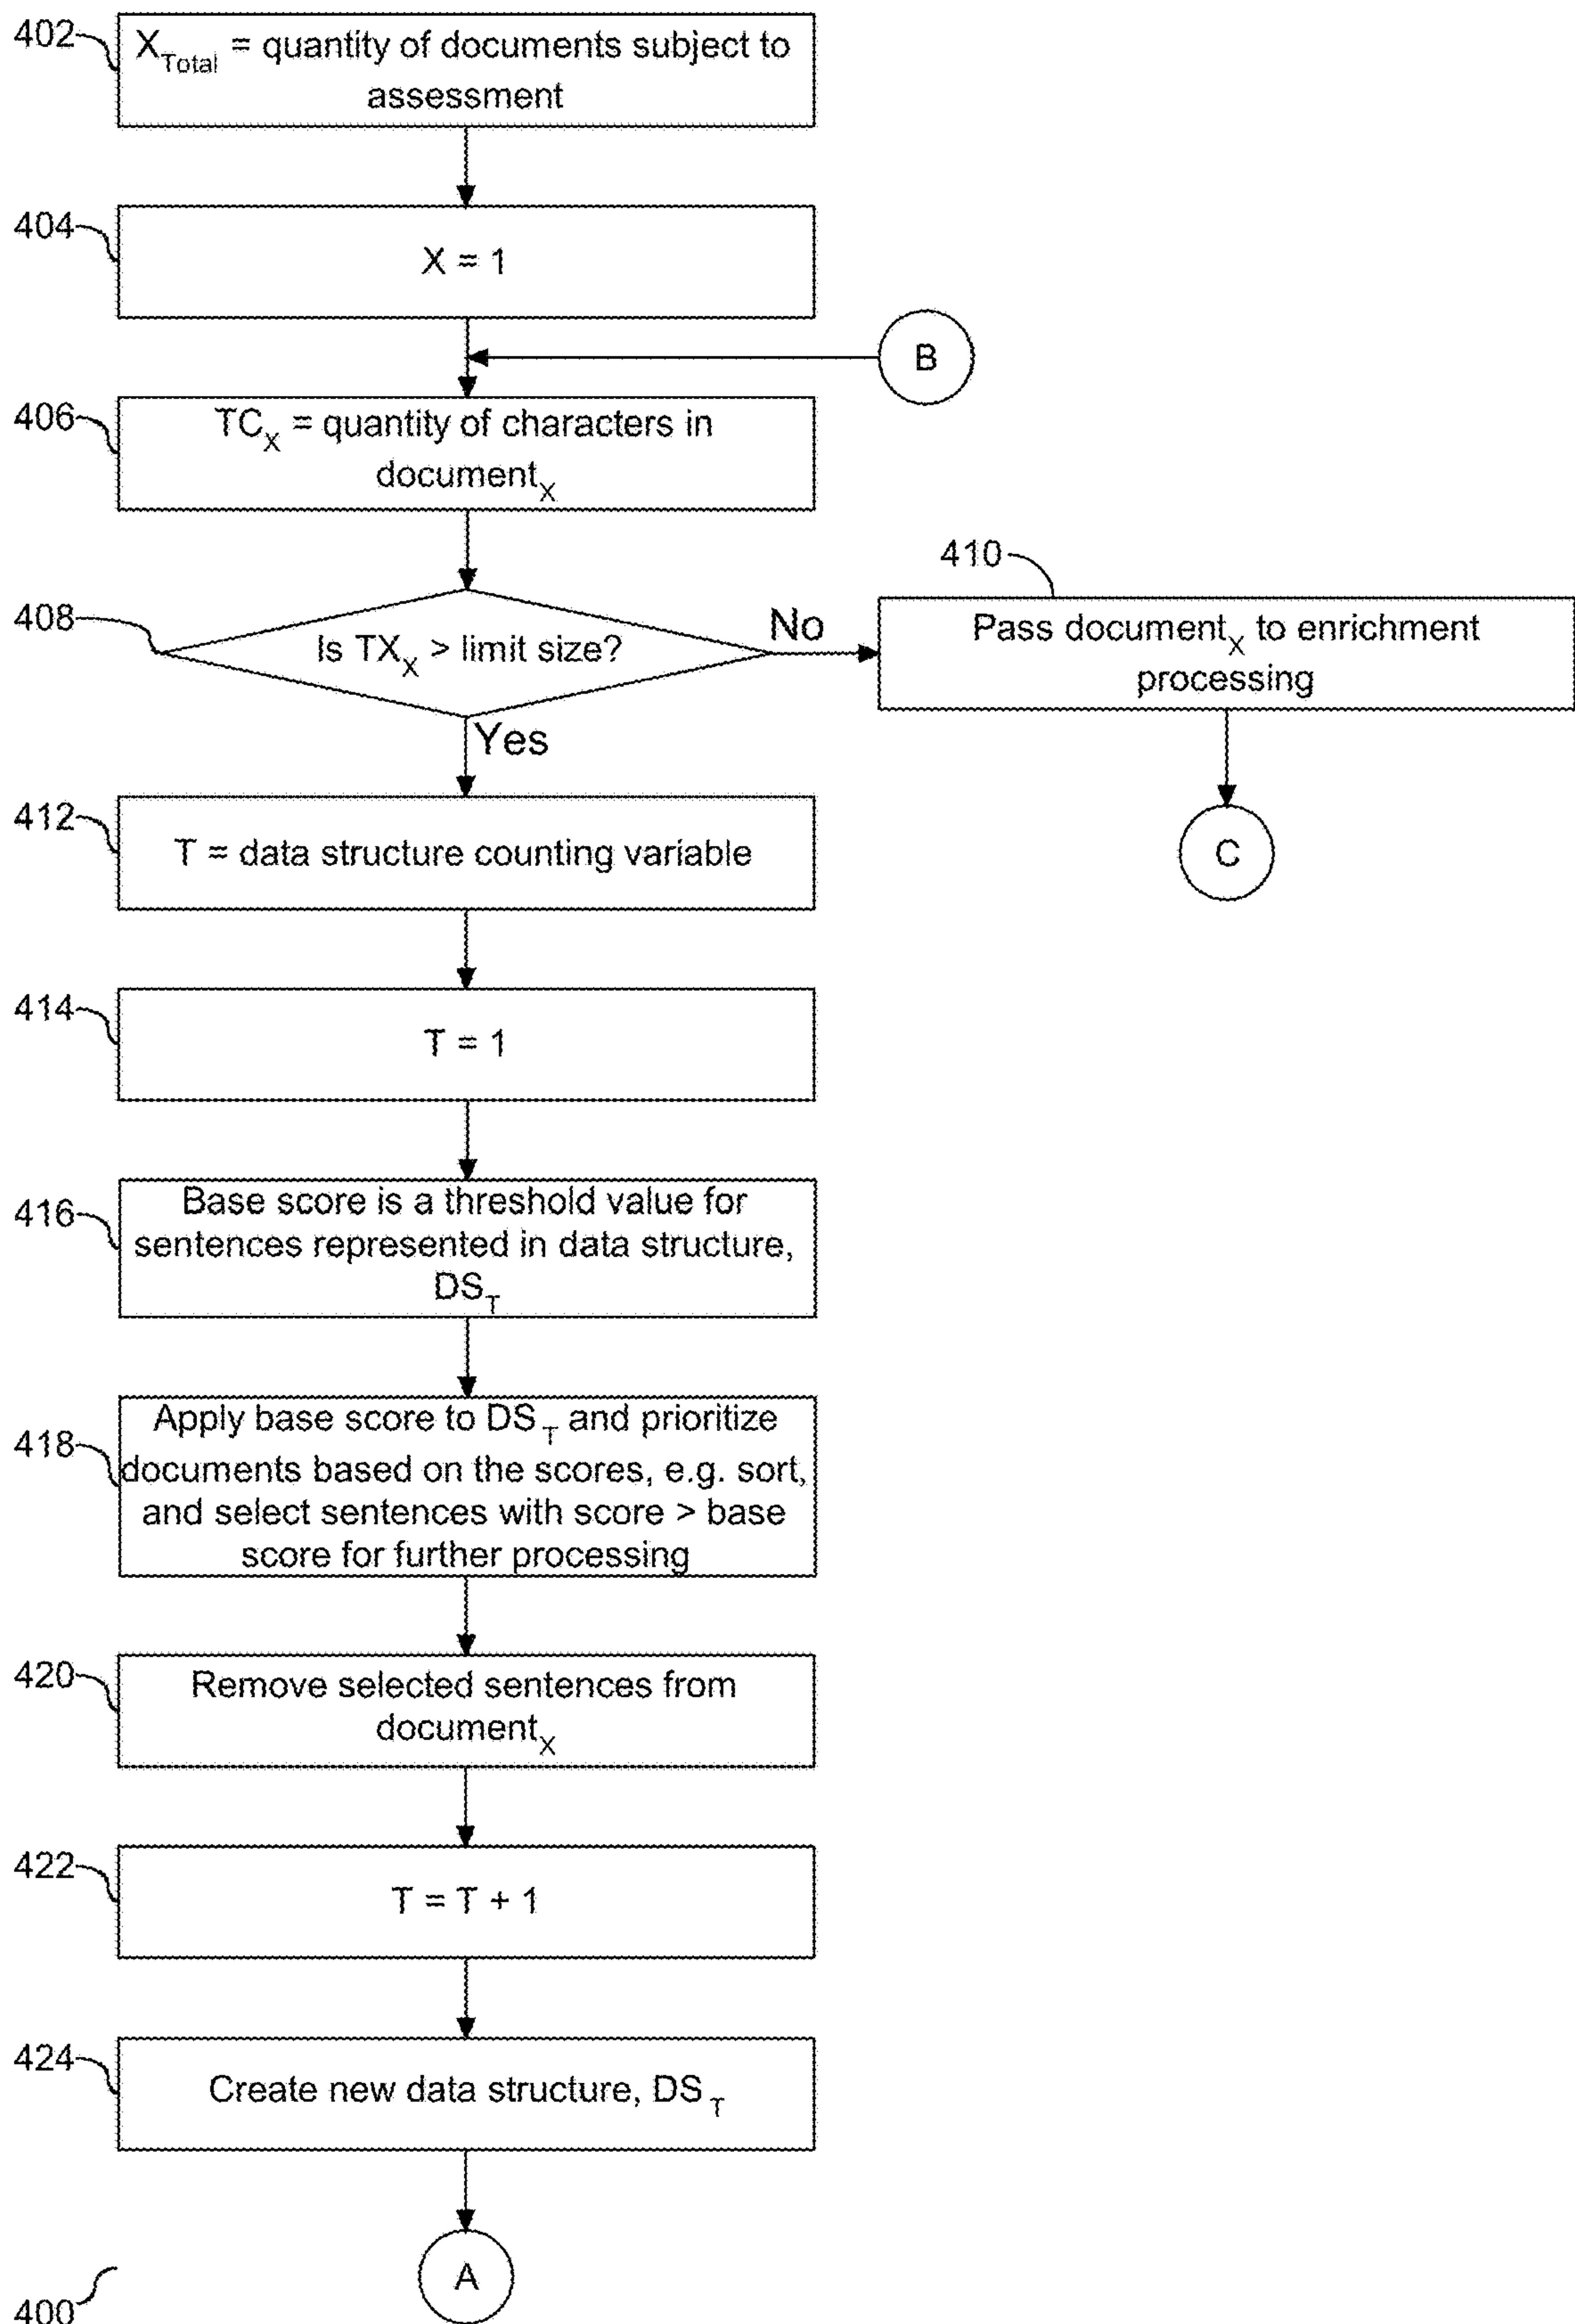 402
X_Total = quantity of documents subject to
assessment
404
X = 1
B
406
TC_X = quantity of characters in
document_X
408
Is TX_X > limit size?
No
410
Pass document_X to enrichment
processing
Yes
C
412
T = data structure counting variable
414
T = 1
416
Base score is a threshold value for
sentences represented in data structure,
DS_T
418
Apply base score to DS_T and prioritize
documents based on the scores, e.g. sort,
and select sentences with score > base
score for further processing
420
Remove selected sentences from
document_X
422
T = T + 1
424
Create new data structure, DS_T
A
400